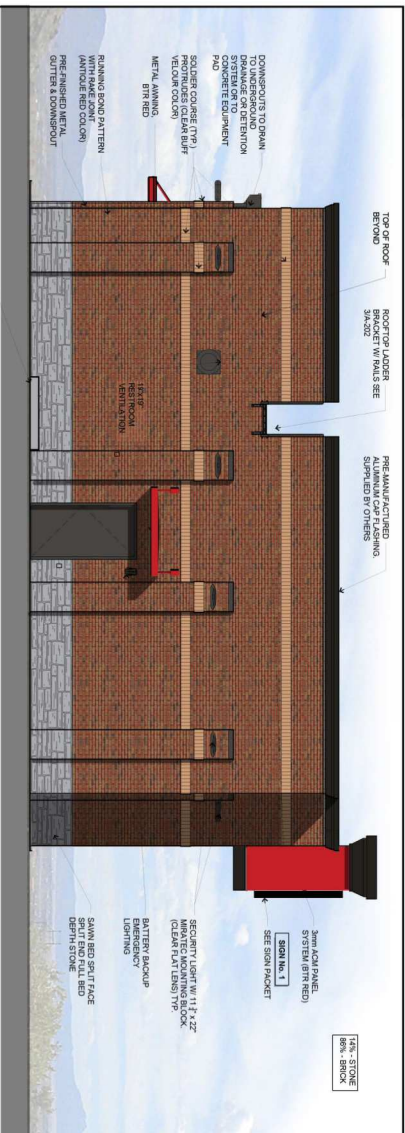 TOP OF ROOF
BEYOND
ROOFTOP LADDER
BRACKET W/ RAILS SEE
3/A-202
PRE-MANUFACTURED
ALUMINUM CAP FLASHING.
SUPPLIED BY OTHERS
14% - STONE
86% - BRICK
3mm ACM PANEL
SYSTEM (BTR RED)
SIGN No. 1
SEE SIGN PACKET
DOWNSPOUTS TO DRAIN
TO UNDERGROUND
DRAINAGE OR DETENTION
SYSTEM OR TO
CONCRETE EQUIPMENT
PAD
SOLDIER COURSE (TYP.)
PROTRUDES (CLEAR BUFF
VELOUR COLOR)
METAL AWNING,
BTR RED
RUNNING BOND PATTERN
WITH RAKE JOINT
(ANTIQUE RED COLOR)
PRE-FINISHED METAL
GUTTER & DOWNSPOUT
RESTROOM
VENTILATION
SECURITY LIGHT W/ 11 1/2" x 22"
MIRATEC MOUNTING BLOCK
(CLEAR FLAT LENS) TYP.
BATTERY BACKUP
EMERGENCY
LIGHTING
SAWN BED SPLIT FACE
SPLIT END FULL BED
DEPTH STONE